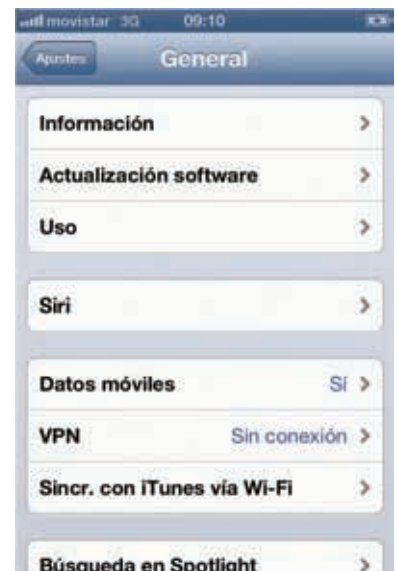 movistar 3G 09:10
Ajustes General
Información
Actualización software
Uso
Siri
Datos móviles Sí
VPN Sin conexión
Sincr. con iTunes vía Wi-Fi
Búsqueda en Spotlight